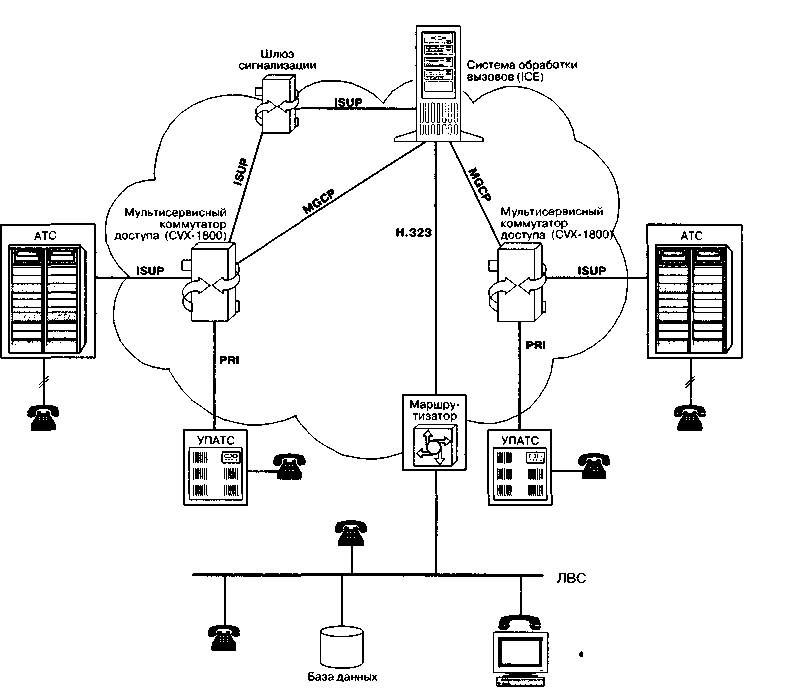 Шлюз
сигнализации
Система обработки
вызовов (ICE)
ISUP
ISUP
MGCP
MGCP
H.323
Мультисервисный
коммутатор
доступа (CVX-1800)
Мультисервисный
коммутатор
доступа (CVX-1800)
АТС
АТС
ISUP
ISUP
PRI
PRI
Маршру-
тизатор
УПАТС
УПАТС
ЛВС
База данных